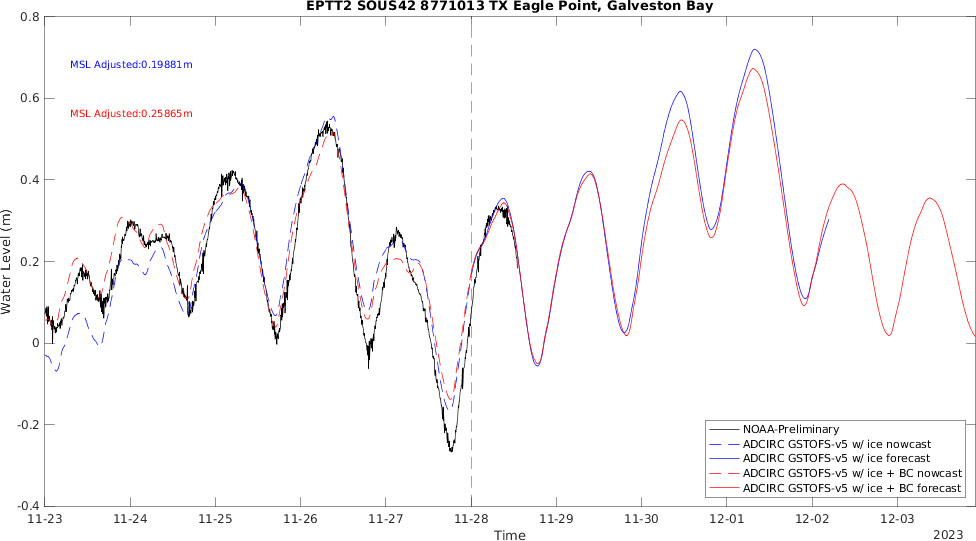 EPTT2 SOUS42 8771013 TX Eagle Point, Galveston Bay
0.8
MSL Adjusted:0.19881m
0.6
MSL Adjusted:0.25865m
0.4
Water Level (m)
0.2
0
-0.2
NOAA-Preliminary
ADCIRC GSTOFS-v5 w/ ice nowcast
ADCIRC GSTOFS-v5 w/ ice forecast
ADCIRC GSTOFS-v5 w/ ice + BC nowcast
ADCIRC GSTOFS-v5 w/ ice + BC forecast
-0.4
11-23 11-24 11-25 11-26 11-27 11-28 11-29 11-30 12-01 12-02 12-03
Time
2023